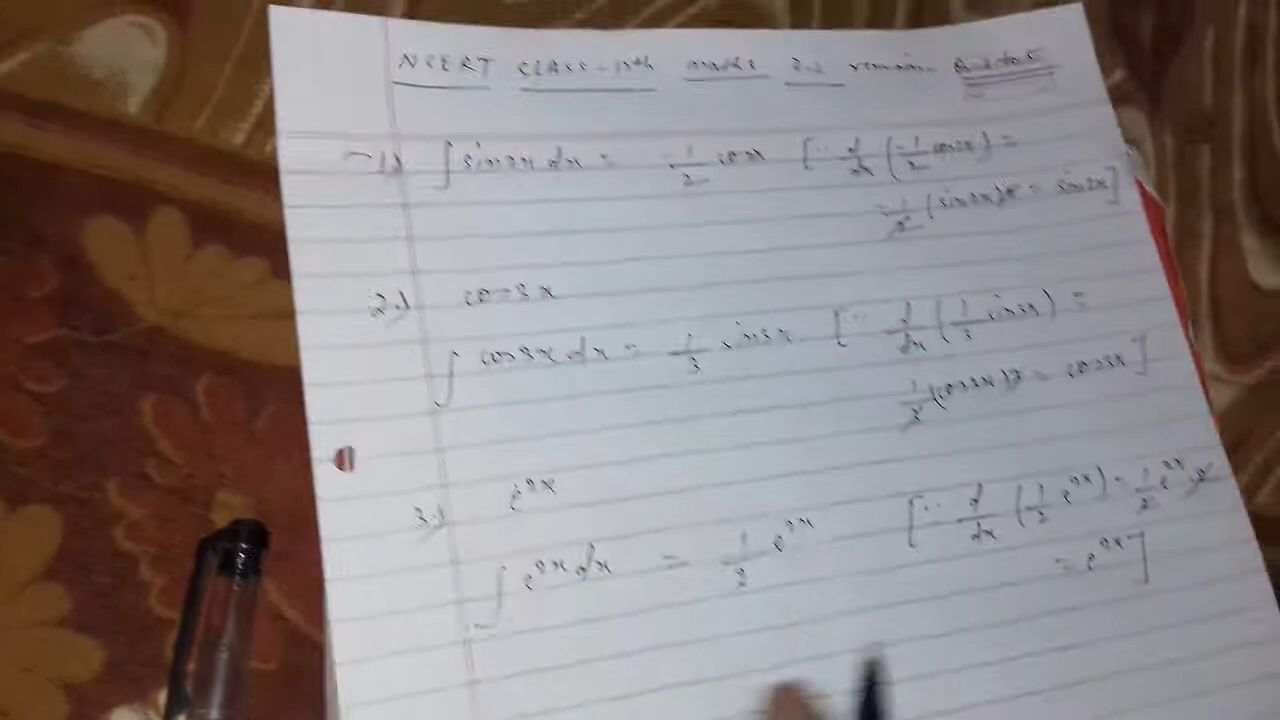 NCERT CLASS-12th maths
1.) ∫ sin2x dx = -1/2 cos2x [∵ d/dx (-1/2 cos2x) =
-1/2 (sin2x)2 = sin2x]
2.) cos3x
∫ cos3x dx = 1/3 sin3x [∵ d/dx (1/3 sin3x) =
1/3 (cos3x)3 = cos3x]
3.) e^2x
∫ e^2x dx = 1/2 e^2x [∵ d/dx (1/2 e^2x) = 1/2 e^2x ×2
= e^2x]